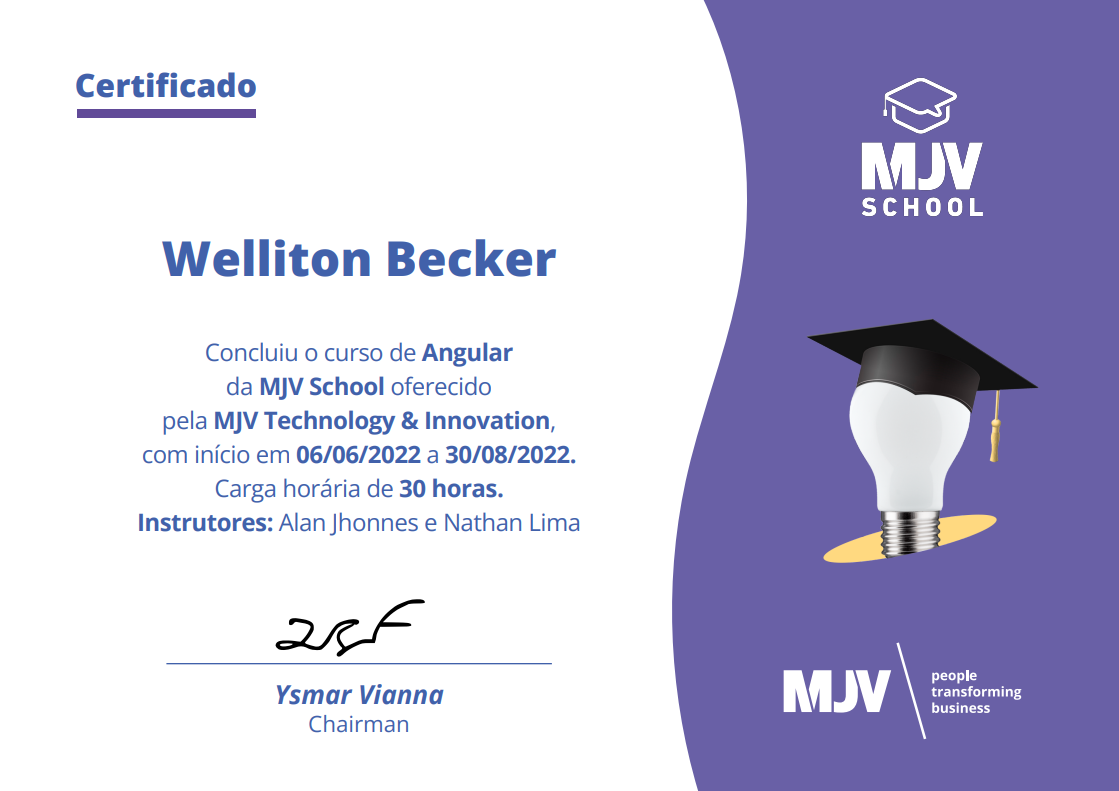 Certificado
Welliton Becker
Concluiu o curso de Angular
da MJV School oferecido
pela MJV Technology & Innovation,
com início em 06/06/2022 a 30/08/2022.
Carga horária de 30 horas.
Instrutores: Alan Jhonnes e Nathan Lima
Ysmar Vianna
Chairman
MJV
SCHOOL
MJV
people
transforming
business